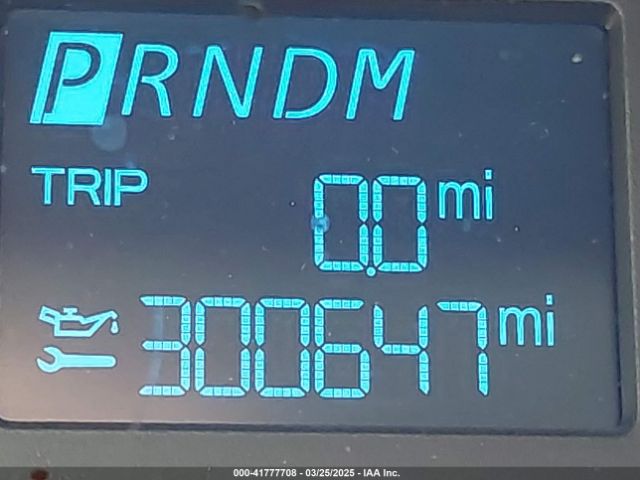 PRNDM
TRIP 0.0 mi
300647 mi
000-41777708 - 03/25/2025 - IAA Inc.